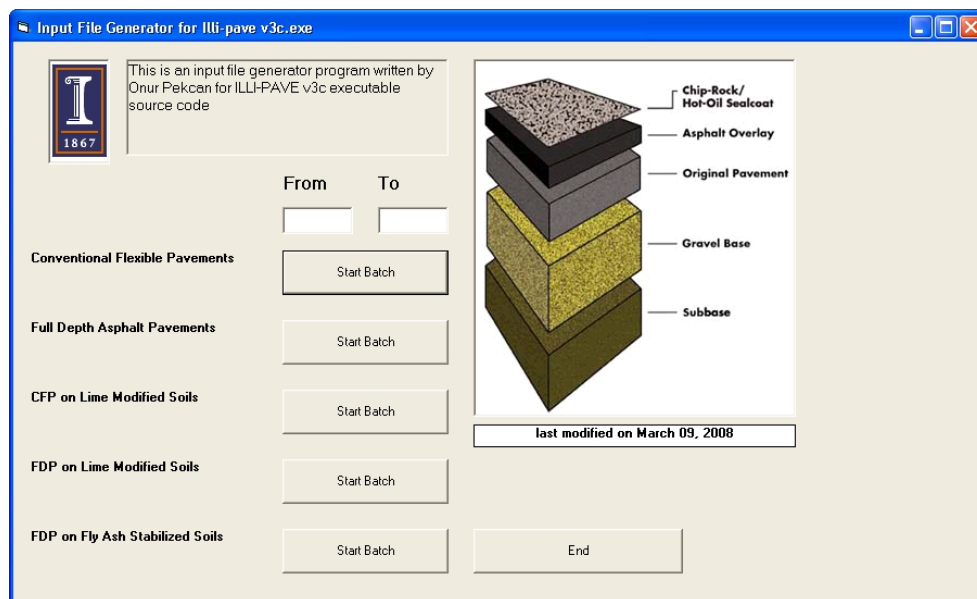 Input File Generator for Illi-pave v3c.exe
This is an input file generator program written by
Onur Pekcan for ILLI-PAVE v3c executable
source code
I
1867
Chip-Rock/
Hot-Oil Sealcoat
Asphalt Overlay
Original Pavement
Gravel Base
Subbase
From To
Conventional Flexible Pavements
Start Batch
Full Depth Asphalt Pavements
Start Batch
CFP on Lime Modified Soils
Start Batch
last modified on March 09, 2008
FDP on Lime Modified Soils
Start Batch
FDP on Fly Ash Stabilized Soils
Start Batch
End